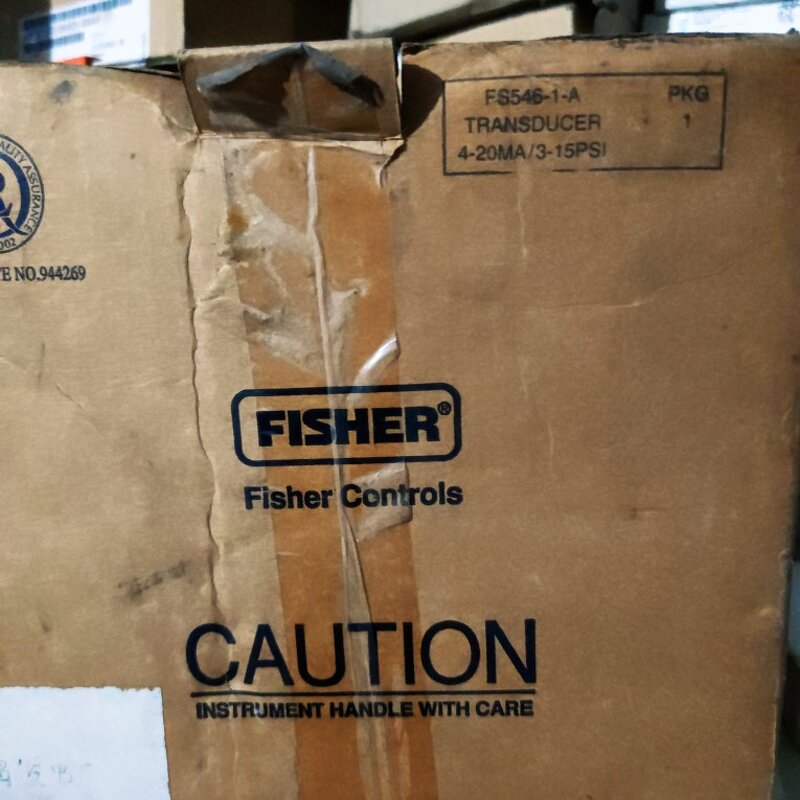 FS546-1-A PKG
TRANSDUCER 1
4-20MA/3-15PSI
ASSURANCE
NO.944269
FISHER®
Fisher Controls
CAUTION
INSTRUMENT HANDLE WITH CARE